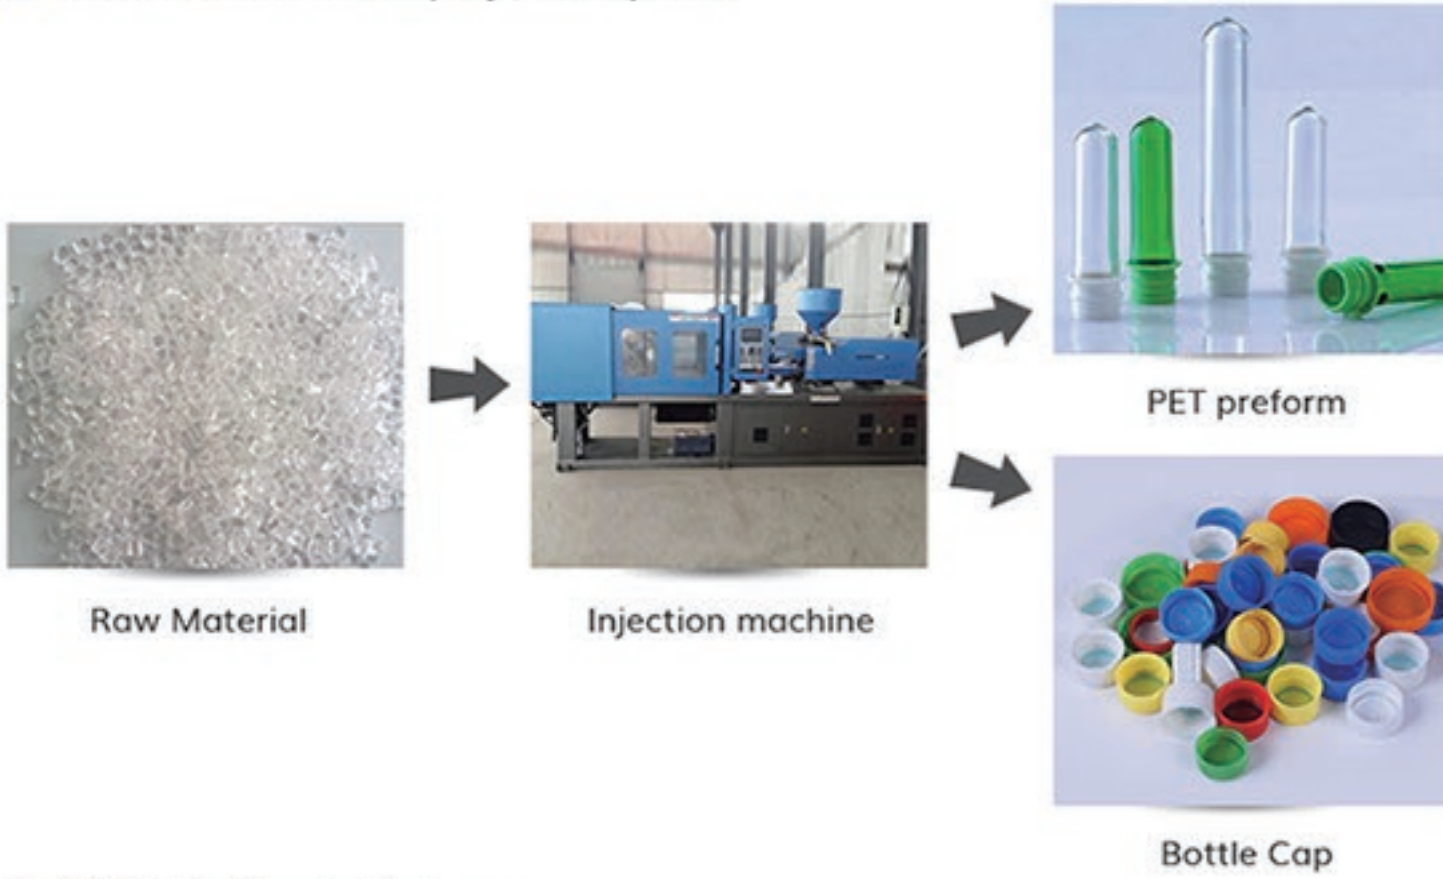 Raw Material
Injection machine
PET preform
Bottle Cap